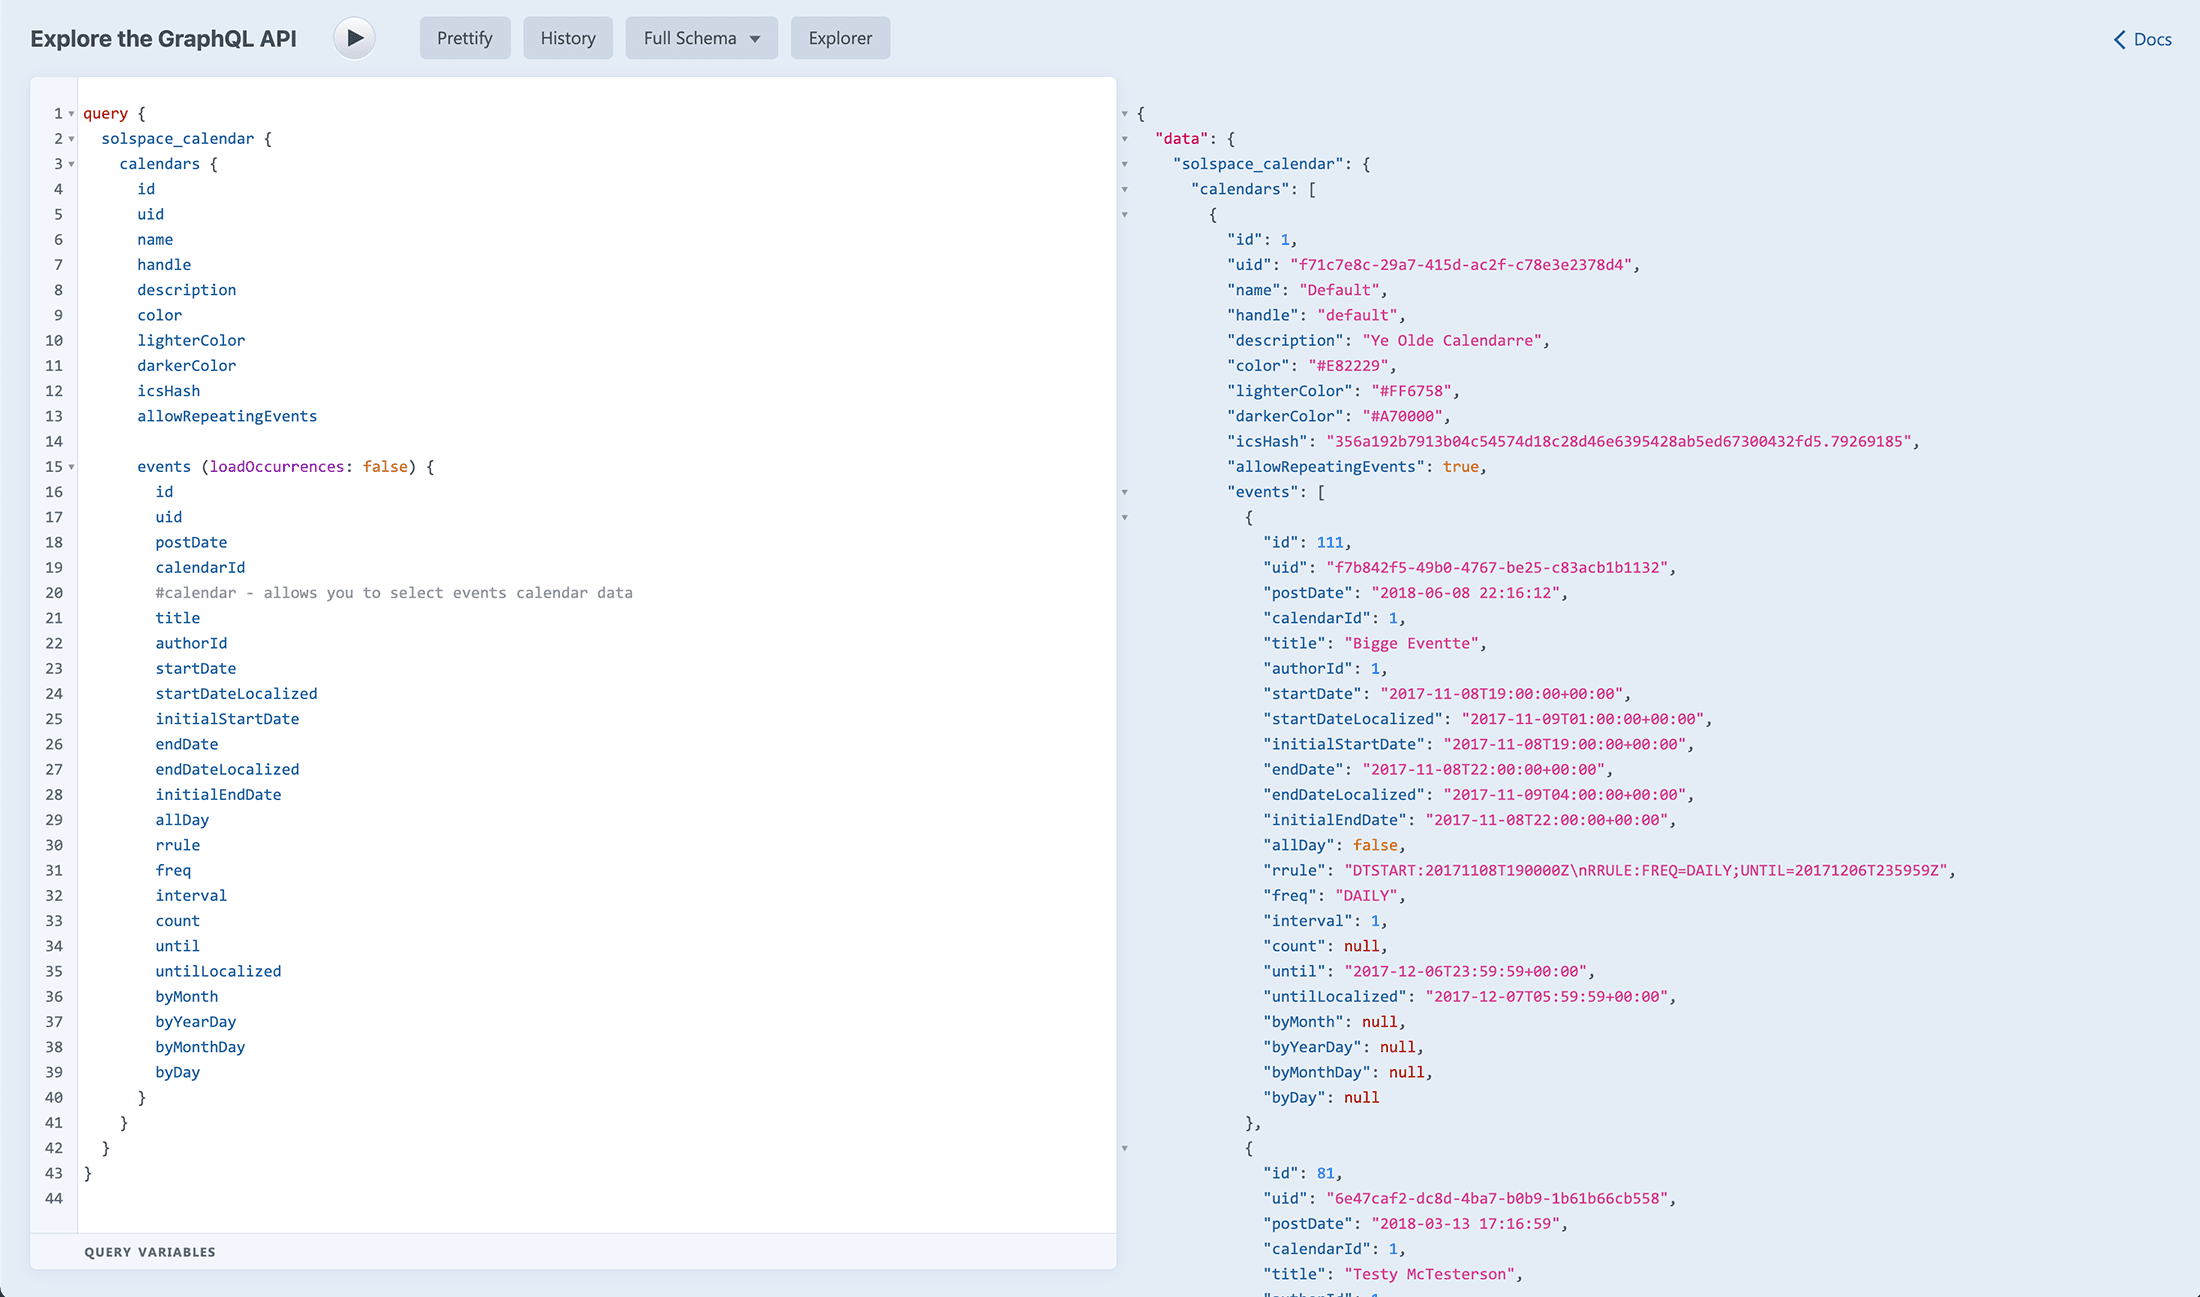 Explore the GraphQL API
Prettify
History
Full Schema
Explorer
Docs
1 query {
2 solspace_calendar {
3 calendars {
4 id
5 uid
6 name
7 handle
8 description
9 color
10 lighterColor
11 darkerColor
12 icsHash
13 allowRepeatingEvents
14
15 events (loadOccurrences: false) {
16 id
17 uid
18 postDate
19 calendarId
20 #calendar - allows you to select events calendar data
21 title
22 authorId
23 startDate
24 startDateLocalized
25 initialStartDate
26 endDate
27 endDateLocalized
28 initialEndDate
29 allDay
30 rrule
31 freq
32 interval
33 count
34 until
35 untilLocalized
36 byMonth
37 byYearDay
38 byMonthDay
39 byDay
40 }
41 }
42 }
43 }
44
QUERY VARIABLES
{
"data": {
"solspace_calendar": {
"calendars": [
{
"id": 1,
"uid": "f71c7e8c-29a7-415d-ac2f-c78e3e2378d4",
"name": "Default",
"handle": "default",
"description": "Ye Olde Calendarre",
"color": "#E82229",
"lighterColor": "#FF6758",
"darkerColor": "#A70000",
"icsHash": "356a192b7913b04c54574d18c28d46e6395428ab5ed67300432fd5.79269185",
"allowRepeatingEvents": true,
"events": [
{
"id": 111,
"uid": "f7b842f5-49b0-4767-be25-c83acb1b1132",
"postDate": "2018-06-08 22:16:12",
"calendarId": 1,
"title": "Bigge Eventte",
"authorId": 1,
"startDate": "2017-11-08T19:00:00+00:00",
"startDateLocalized": "2017-11-09T01:00:00+00:00",
"initialStartDate": "2017-11-08T19:00:00+00:00",
"endDate": "2017-11-08T22:00:00+00:00",
"endDateLocalized": "2017-11-09T04:00:00+00:00",
"initialEndDate": "2017-11-08T22:00:00+00:00",
"allDay": false,
"rrule": "DTSTART:20171108T190000Z\nRRULE:FREQ=DAILY;UNTIL=20171206T235959Z",
"freq": "DAILY",
"interval": 1,
"count": null,
"until": "2017-12-06T23:59:59+00:00",
"untilLocalized": "2017-12-07T05:59:59+00:00",
"byMonth": null,
"byYearDay": null,
"byMonthDay": null,
"byDay": null
},
{
"id": 81,
"uid": "6e47caf2-dc8d-4ba7-b0b9-1b61b66cb558",
"postDate": "2018-03-13 17:16:59",
"calendarId": 1,
"title": "Testy McTesterson",